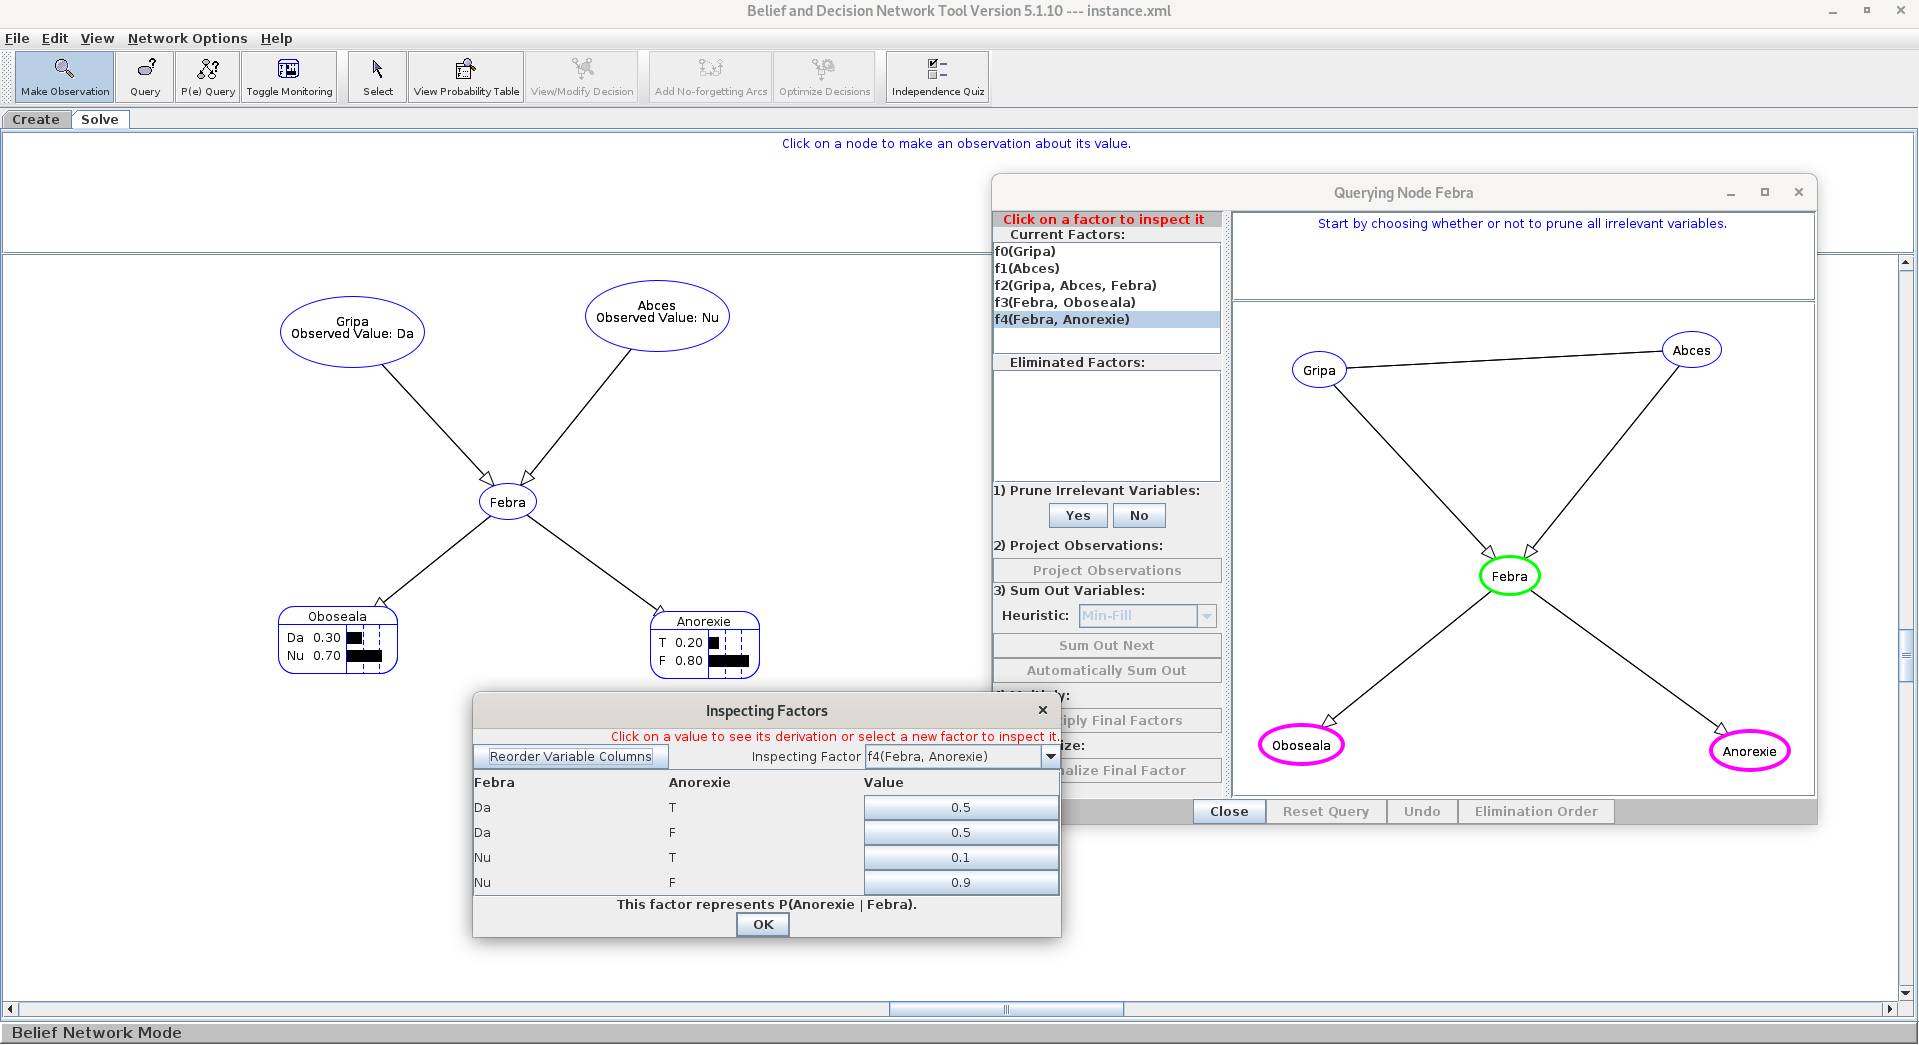 Belief and Decision Network Tool Version 5.1.10 --- instance.xml
File Edit View Network Options Help
Make Observation Query P(e) Query Toggle Monitoring Select View Probability Table View/Modify Decision Add No-forgetting Arcs Optimize Decisions Independence Quiz
Create Solve
Click on a node to make an observation about its value.
Gripa
Observed Value: Da
Abces
Observed Value: Nu
Febra
Oboseala
Da 0.30
Nu 0.70
Anorexie
T 0.20
F 0.80
Querying Node Febra
Click on a factor to inspect it
Current Factors:
f0(Gripa)
f1(Abces)
f2(Gripa, Abces, Febra)
f3(Febra, Oboseala)
f4(Febra, Anorexie)
Eliminated Factors:
1) Prune Irrelevant Variables:
Yes No
2) Project Observations:
Project Observations
3) Sum Out Variables:
Heuristic: Min-Fill
Sum Out Next
Automatically Sum Out
iply Final Factors
ize:
alize Final Factor
Start by choosing whether or not to prune all irrelevant variables.
Gripa
Abces
Febra
Oboseala
Anorexie
Close Reset Query Undo Elimination Order
Inspecting Factors
Click on a value to see its derivation or select a new factor to inspect it.
Reorder Variable Columns Inspecting Factor f4(Febra, Anorexie)
Febra Anorexie Value
Da T 0.5
Da F 0.5
Nu T 0.1
Nu F 0.9
This factor represents P(Anorexie | Febra).
OK
Belief Network Mode